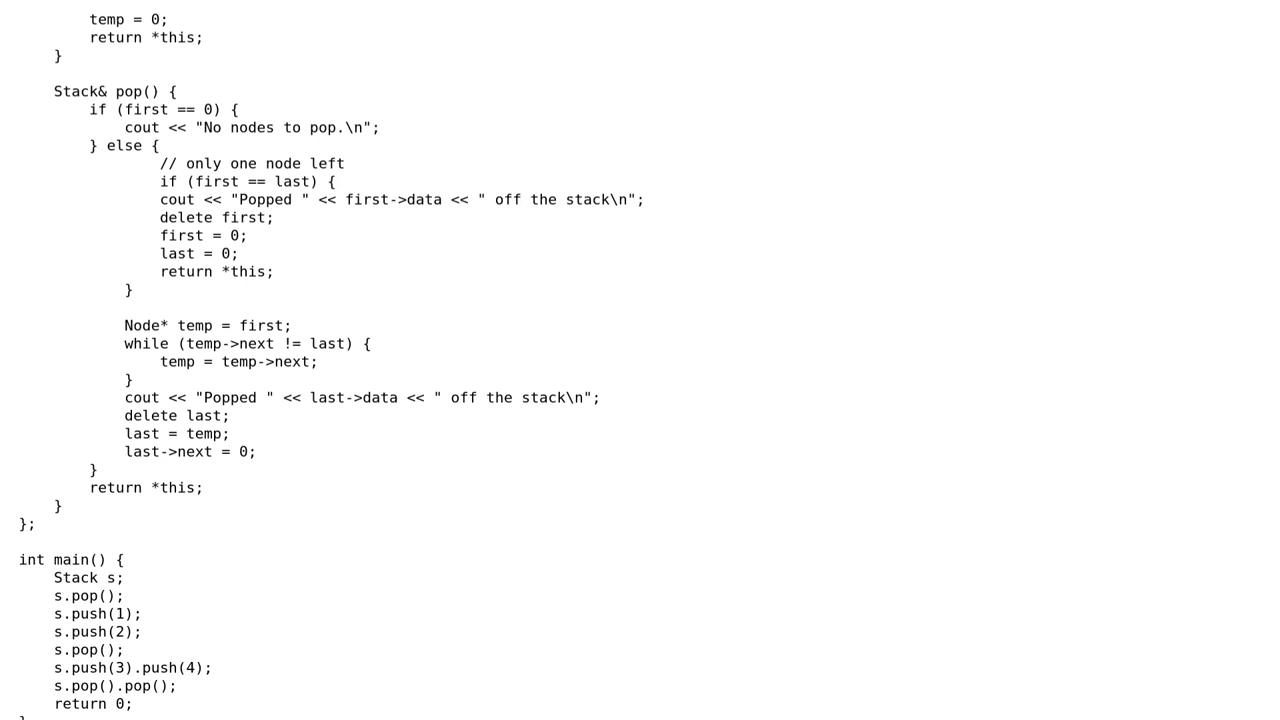 temp = 0;
        return *this;
    }

    Stack& pop() {
        if (first == 0) {
            cout << "No nodes to pop.\n";
        } else {
                // only one node left
                if (first == last) {
                cout << "Popped " << first->data << " off the stack\n";
                delete first;
                first = 0;
                last = 0;
                return *this;
            }

            Node* temp = first;
            while (temp->next != last) {
                temp = temp->next;
            }
            cout << "Popped " << last->data << " off the stack\n";
            delete last;
            last = temp;
            last->next = 0;
        }
        return *this;
    }
};

int main() {
    Stack s;
    s.pop();
    s.push(1);
    s.push(2);
    s.pop();
    s.push(3).push(4);
    s.pop().pop();
    return 0;
}